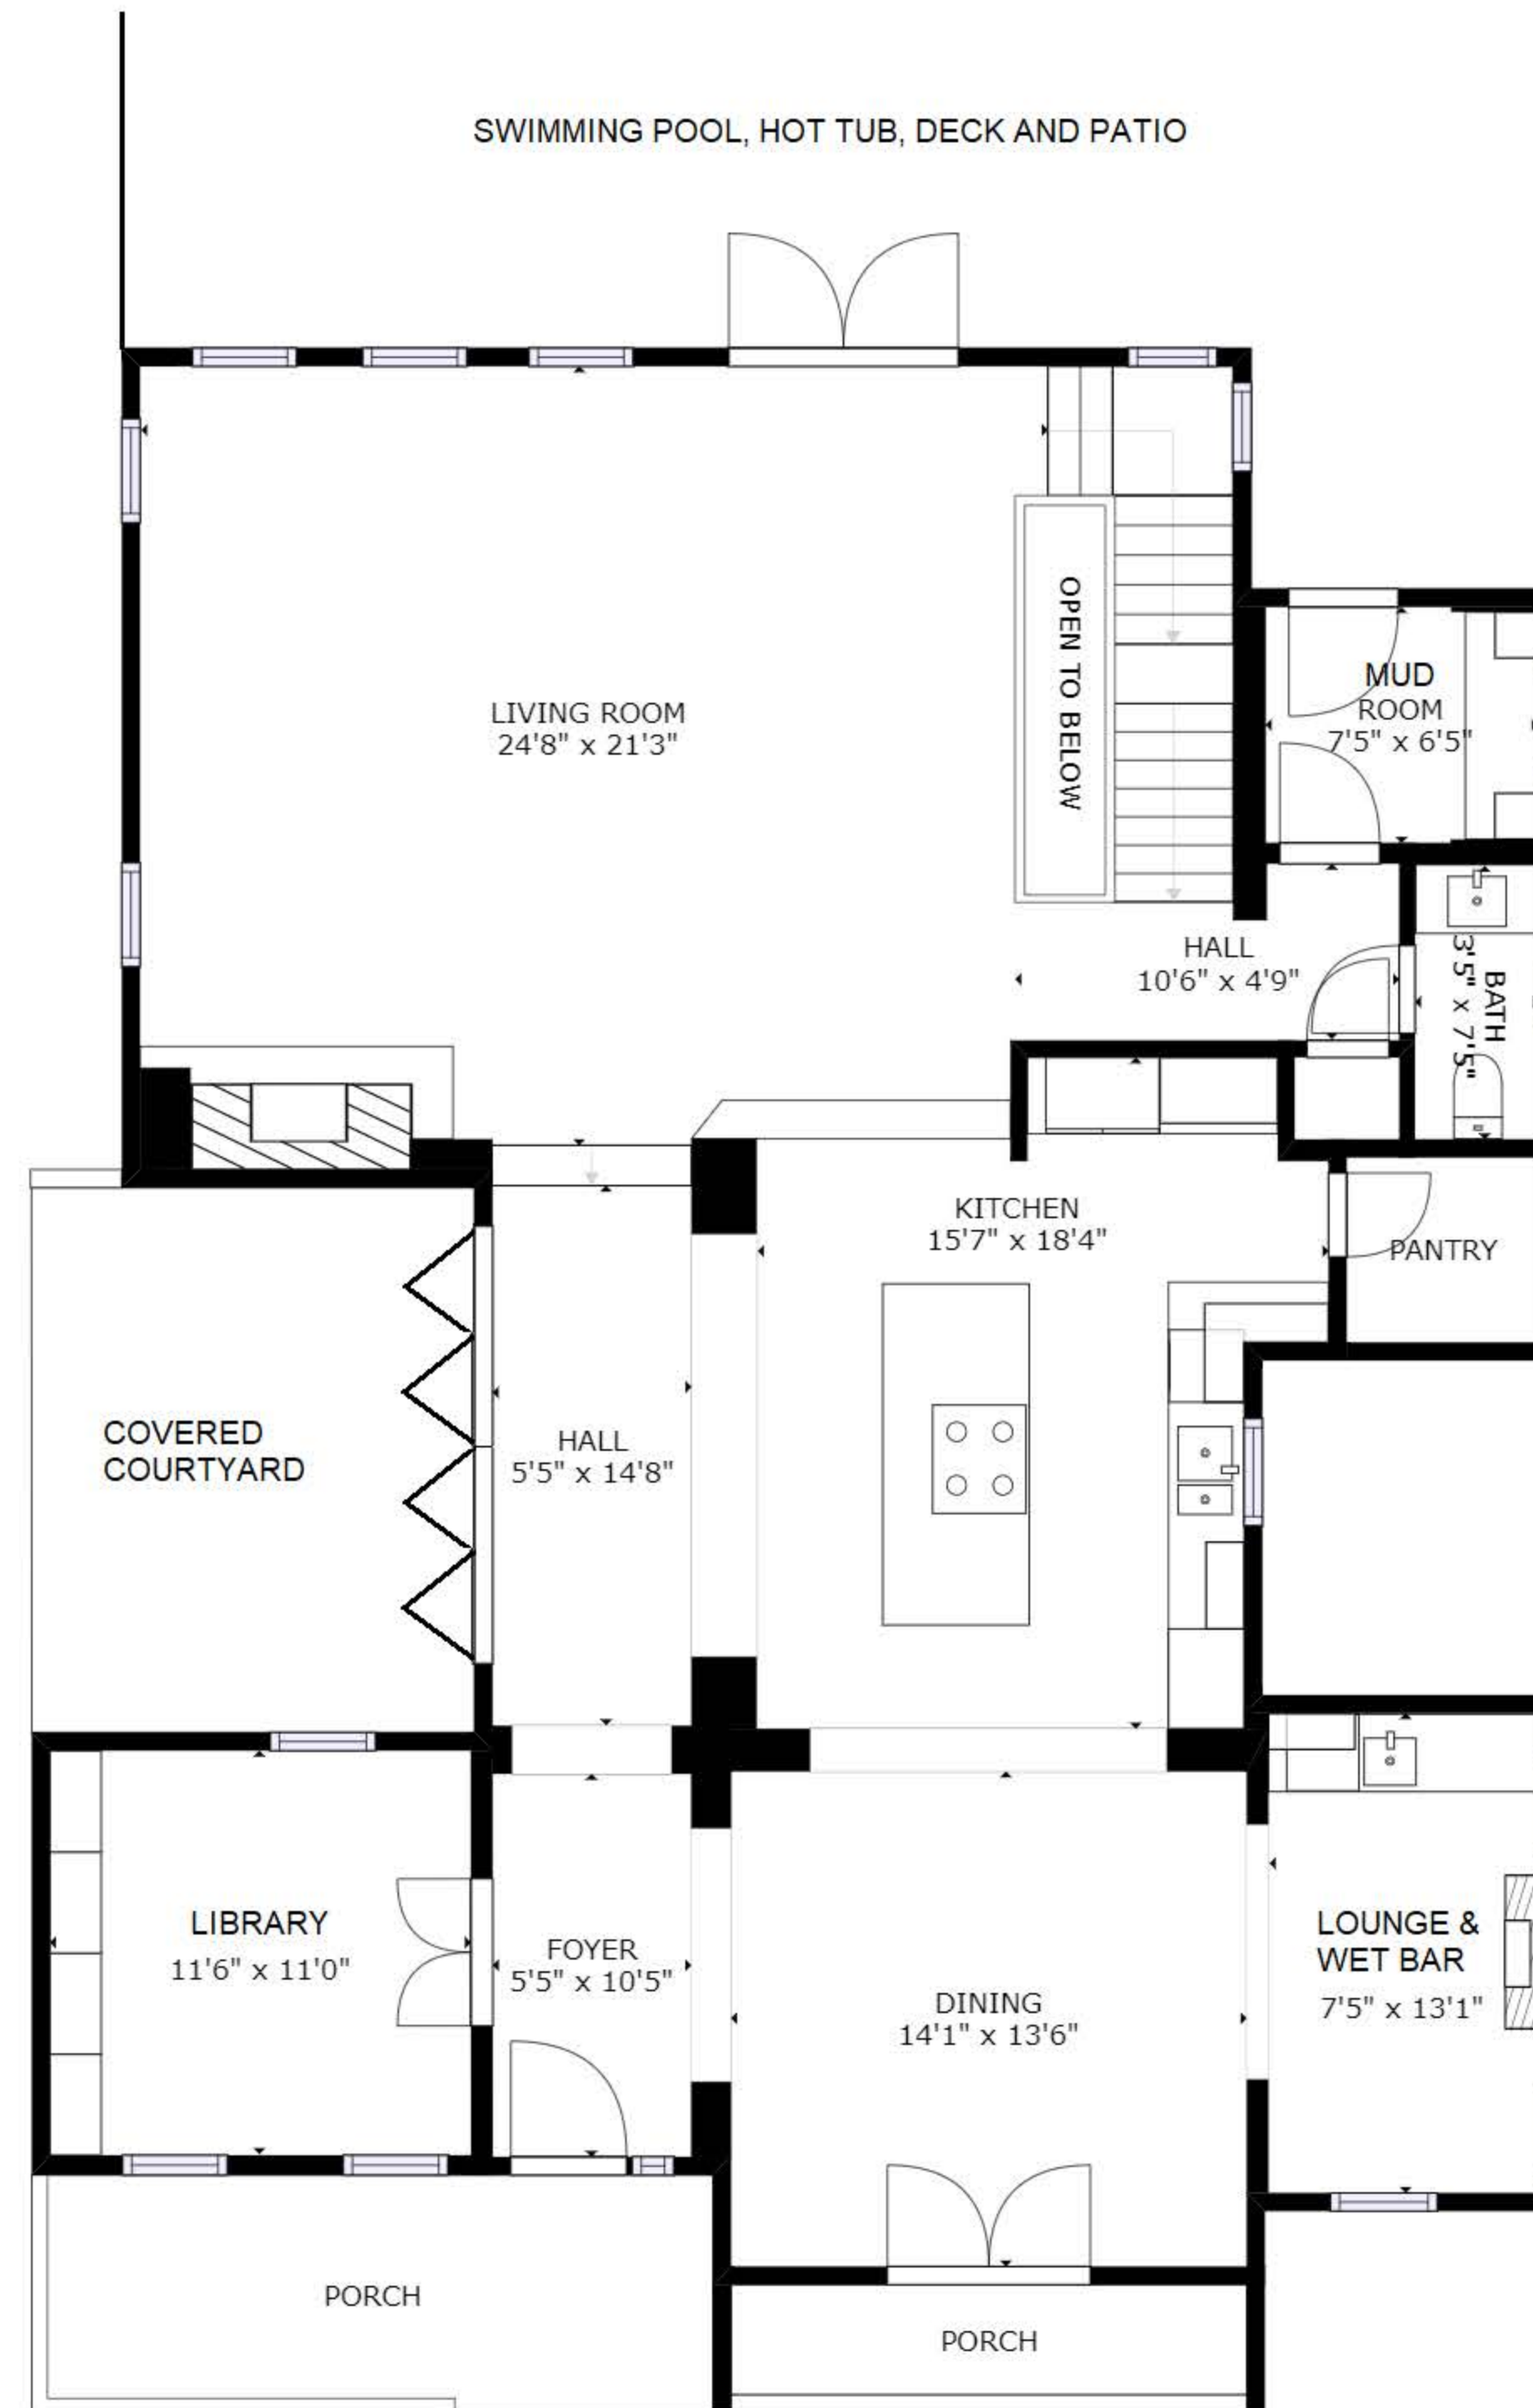 SWIMMING POOL, HOT TUB, DECK AND PATIO
OPEN TO BELOW
MUD
ROOM
7'5" x 6'5"
LIVING ROOM
24'8" x 21'3"
HALL
10'6" x 4'9"
BATH
3'5" x 7'5"
KITCHEN
15'7" x 18'4"
PANTRY
COVERED
COURTYARD
HALL
5'5" x 14'8"
LIBRARY
11'6" x 11'0"
FOYER
5'5" x 10'5"
DINING
14'1" x 13'6"
LOUNGE &
WET BAR
7'5" x 13'1"
PORCH
PORCH